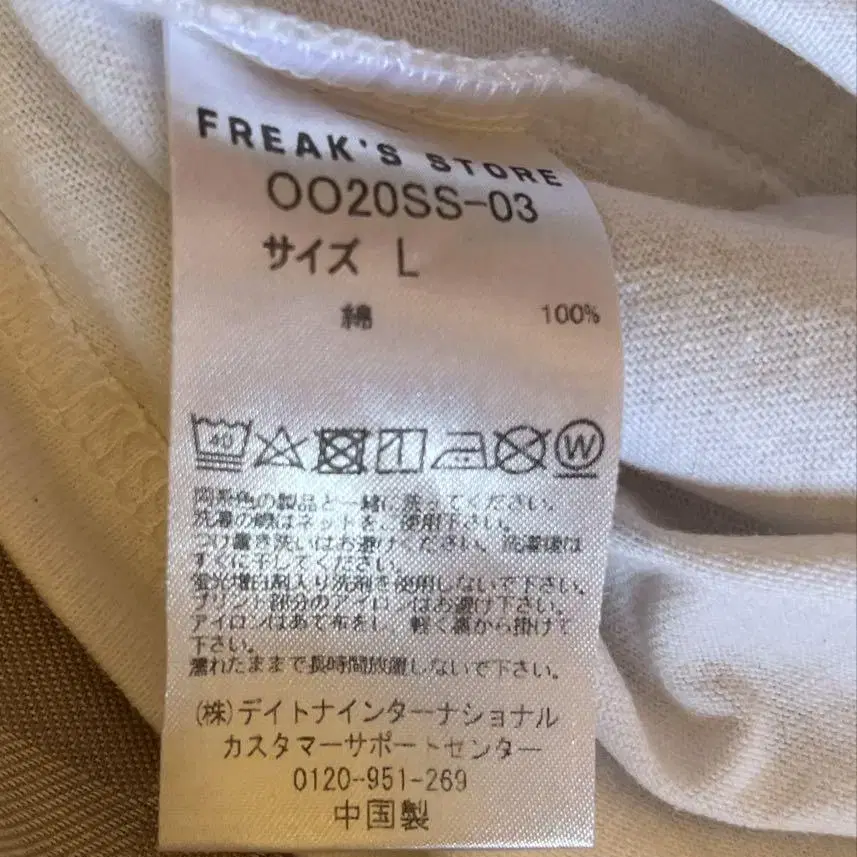 FREAK'S STORE
OO20SS-03
サイズ L
綿 100%
40
W
同系色の製品と一緒に洗ってください。
洗濯の際はネットをご使用下さい。
つけ置き洗いはお避けください。洗濯後は
すぐに干してください。
蛍光増白剤入り洗剤を使用しないで下さい。
プリント部分のアイロンはお避け下さい。
アイロンはあて布をし、軽く裏から掛けて
下さい。
濡れたままで長時間放置しないで下さい。
(株)デイトナインターナショナル
カスタマーサポートセンター
0120-951-269
中国製